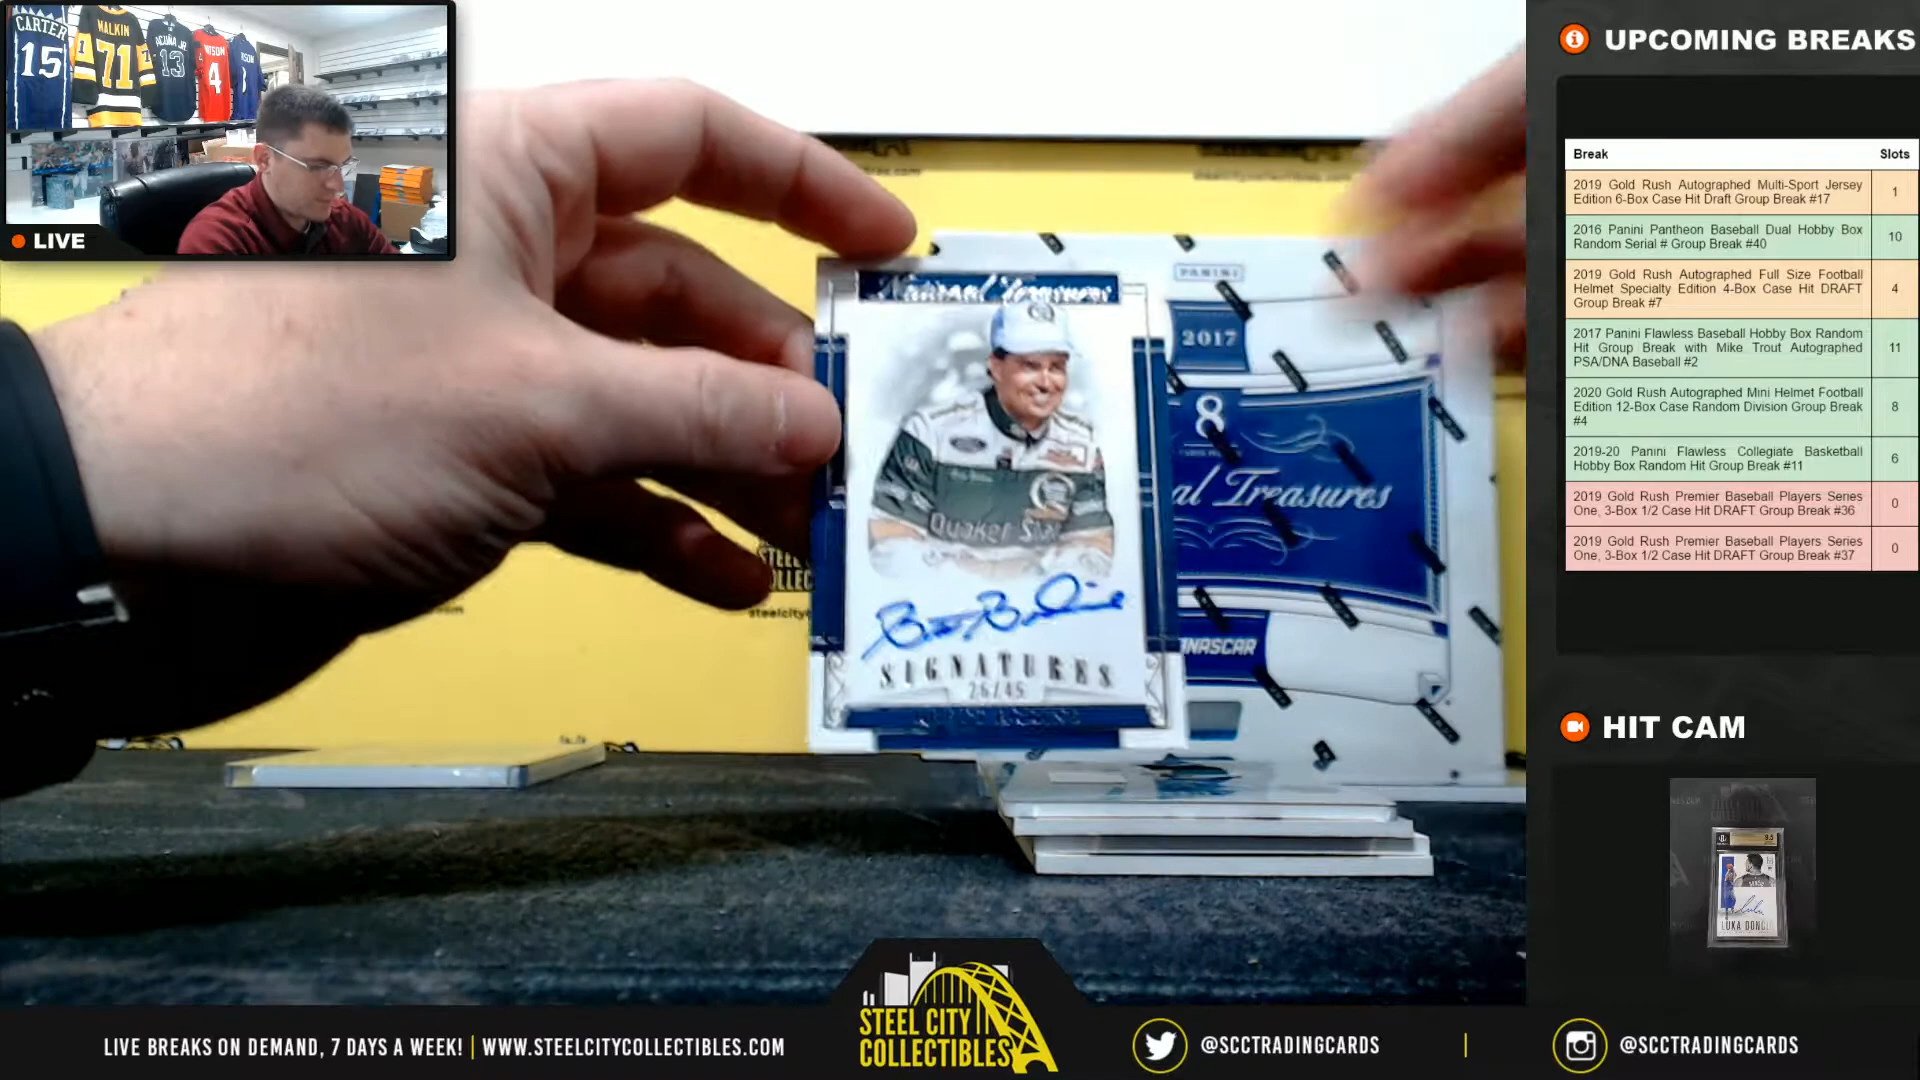 CARTER
15
MALKIN
71
ACUÑA JR
13
4
LIVE
UPCOMING BREAKS
Break Slots
2019 Gold Rush Autographed Multi-Sport Jersey
Edition 6-Box Case Hit Draft Group Break #17
1
2016 Panini Pantheon Baseball Dual Hobby Box
Random Serial # Group Break #40
10
2019 Gold Rush Autographed Full Size Football
Helmet Specialty Edition 4-Box Case Hit DRAFT
Group Break #7
4
2017 Panini Flawless Baseball Hobby Box Random
Hit Group Break with Mike Trout Autographed
PSA/DNA Baseball #2
11
2020 Gold Rush Autographed Mini Helmet Football
Edition 12-Box Case Random Division Group Break
#4
8
2019-20 Panini Flawless Collegiate Basketball
Hobby Box Random Hit Group Break #11
6
2019 Gold Rush Premier Baseball Players Series
One, 3-Box 1/2 Case Hit DRAFT Group Break #36
0
2019 Gold Rush Premier Baseball Players Series
One, 3-Box 1/2 Case Hit DRAFT Group Break #37
0
HIT CAM
LUKA DONČIĆ
National Treasures
Quaker State
SIGNATURES
26/45
PANINI
2017
8
al Treasures
NASCAR
STEEL CITY
COLLECTIBLES
LIVE BREAKS ON DEMAND, 7 DAYS A WEEK! | WWW.STEELCITYCOLLECTIBLES.COM
@SCCTRADINGCARDS | @SCCTRADINGCARDS